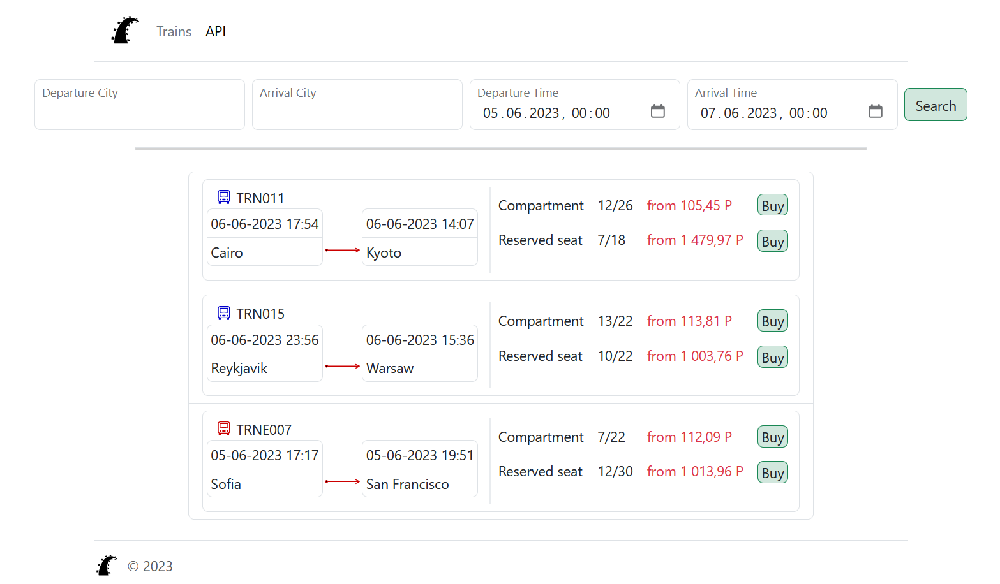 Trains API
Departure City
Arrival City
Departure Time
05.06.2023, 00:00
Arrival Time
07.06.2023, 00:00
Search
TRN011
06-06-2023 17:54
Cairo
06-06-2023 14:07
Kyoto
Compartment 12/26 from 105,45 P Buy
Reserved seat 7/18 from 1 479,97 P Buy
TRN015
06-06-2023 23:56
Reykjavik
06-06-2023 15:36
Warsaw
Compartment 13/22 from 113,81 P Buy
Reserved seat 10/22 from 1 003,76 P Buy
TRNE007
05-06-2023 17:17
Sofia
05-06-2023 19:51
San Francisco
Compartment 7/22 from 112,09 P Buy
Reserved seat 12/30 from 1 013,96 P Buy
© 2023